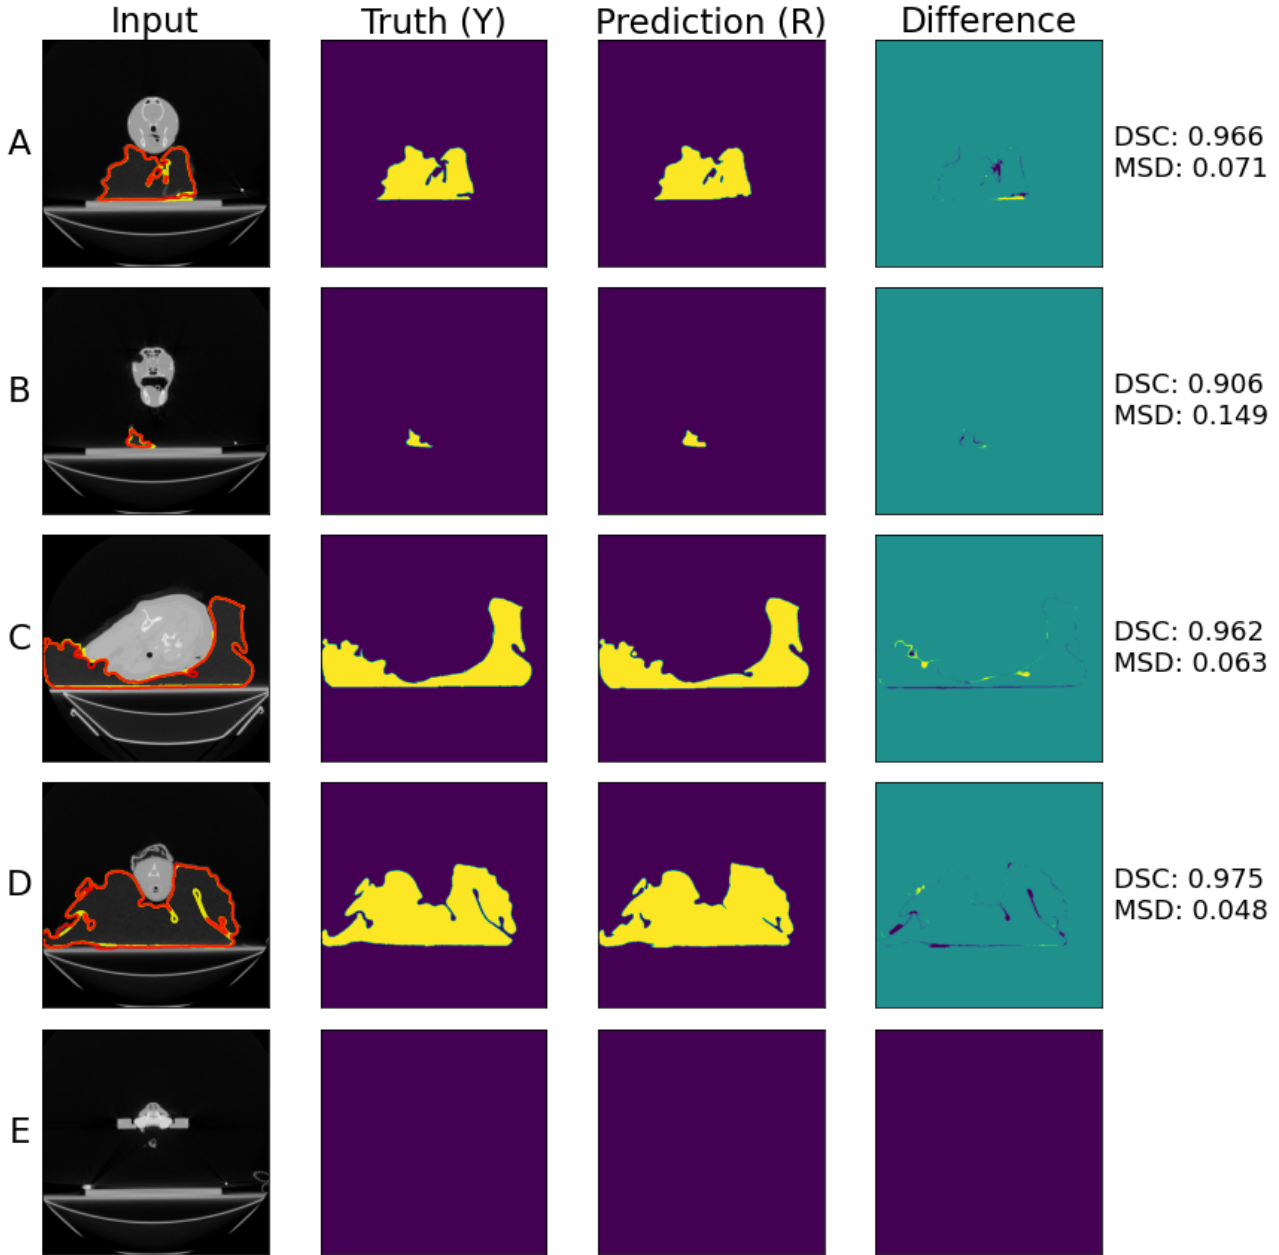 Input Truth (Y) Prediction (R) Difference
A
DSC: 0.966
MSD: 0.071
B
DSC: 0.906
MSD: 0.149
C
DSC: 0.962
MSD: 0.063
D
DSC: 0.975
MSD: 0.048
E